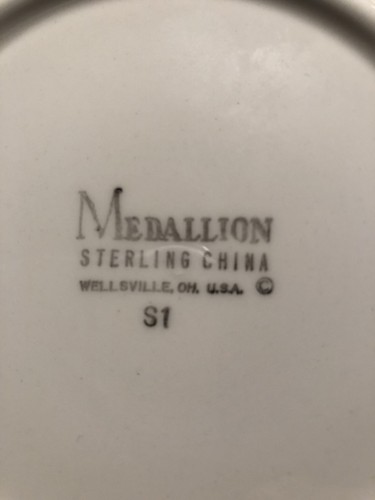 MEDALLION
STERLING CHINA
WELLSVILLE, OH. U.S.A. ©
S1